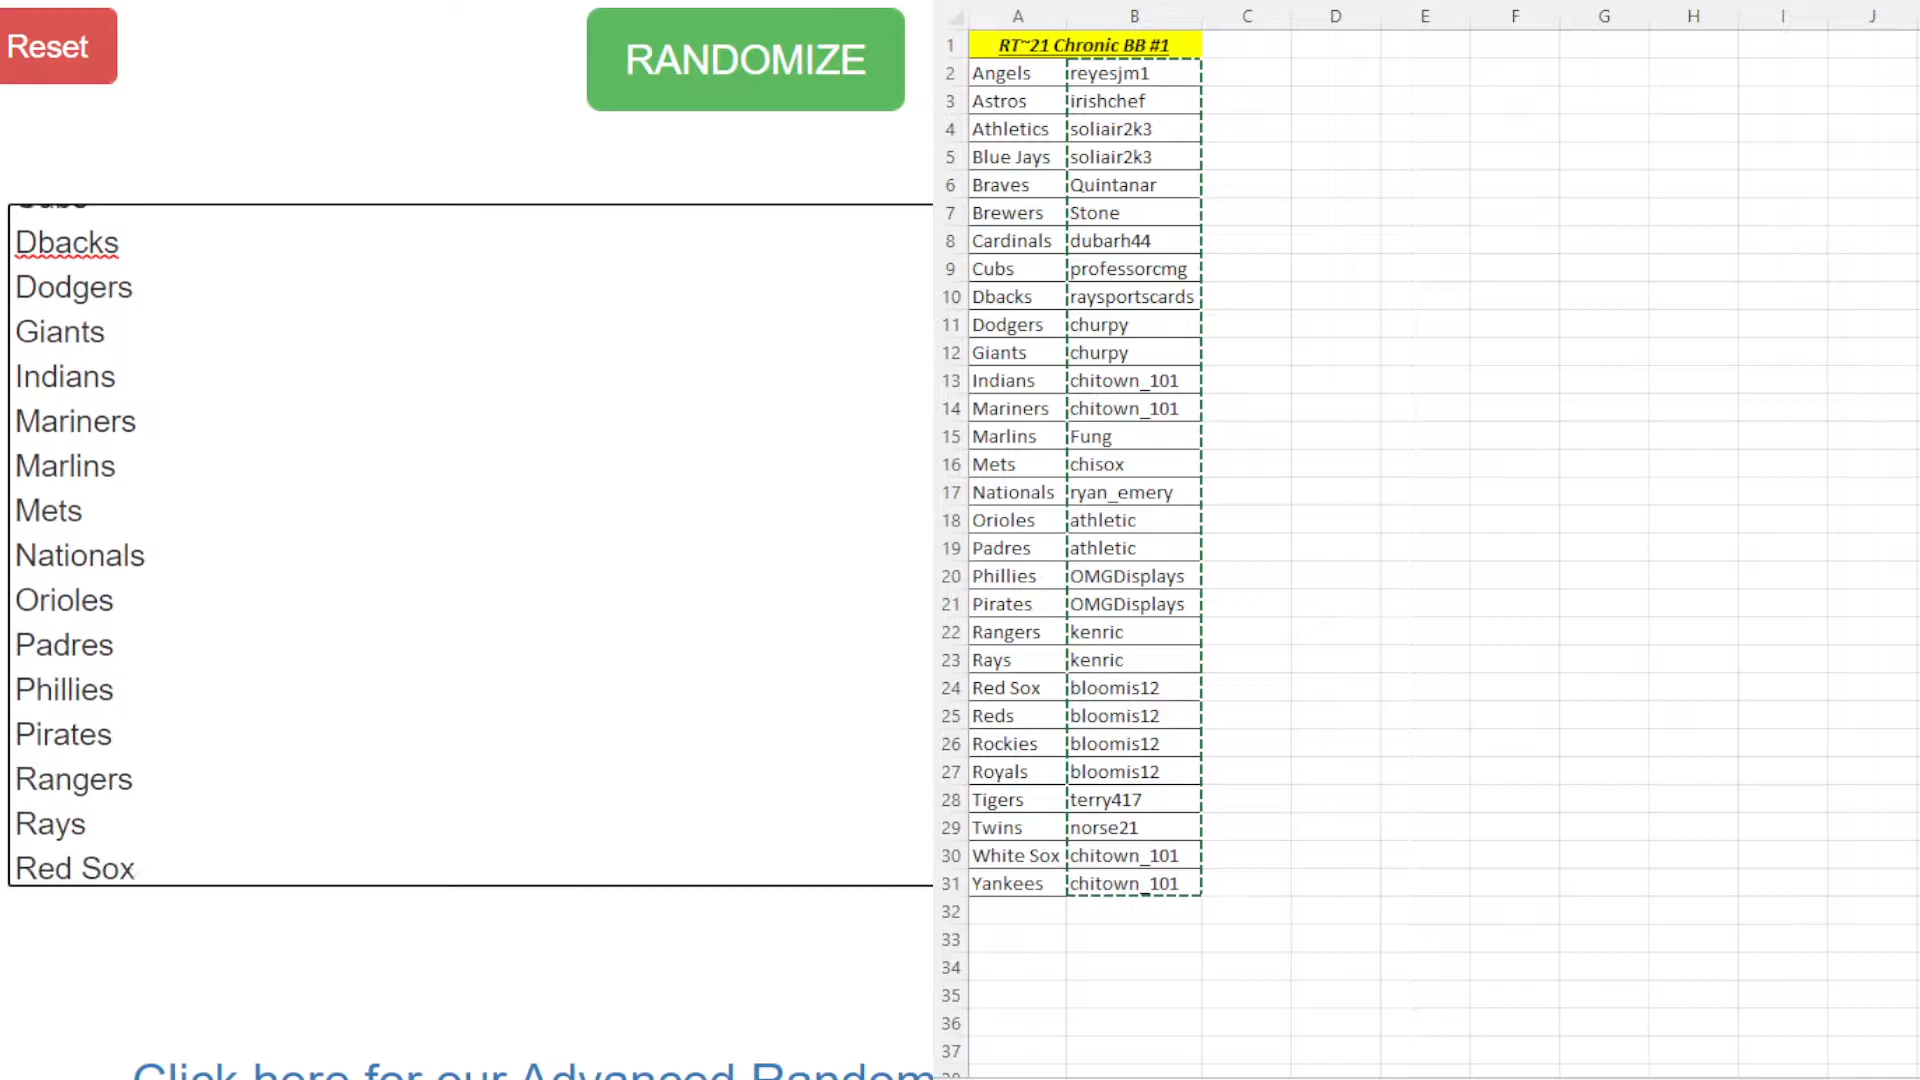 Reset
RANDOMIZE
Dbacks
Dodgers
Giants
Indians
Mariners
Marlins
Mets
Nationals
Orioles
Padres
Phillies
Pirates
Rangers
Rays
Red Sox
Click here for our Advanced Random
A B C D E F G H I J
1 RT~21 Chronic BB #1
2 Angels reyesjm1
3 Astros irishchef
4 Athletics soliair2k3
5 Blue Jays soliair2k3
6 Braves Quintanar
7 Brewers Stone
8 Cardinals dubarh44
9 Cubs professorcmg
10 Dbacks raysportscards
11 Dodgers churpy
12 Giants churpy
13 Indians chitown_101
14 Mariners chitown_101
15 Marlins Fung
16 Mets chisox
17 Nationals ryan_emery
18 Orioles athletic
19 Padres athletic
20 Phillies OMGDisplays
21 Pirates OMGDisplays
22 Rangers kenric
23 Rays kenric
24 Red Sox bloomis12
25 Reds bloomis12
26 Rockies bloomis12
27 Royals bloomis12
28 Tigers terry417
29 Twins norse21
30 White Sox chitown_101
31 Yankees chitown_101
32
33
34
35
36
37